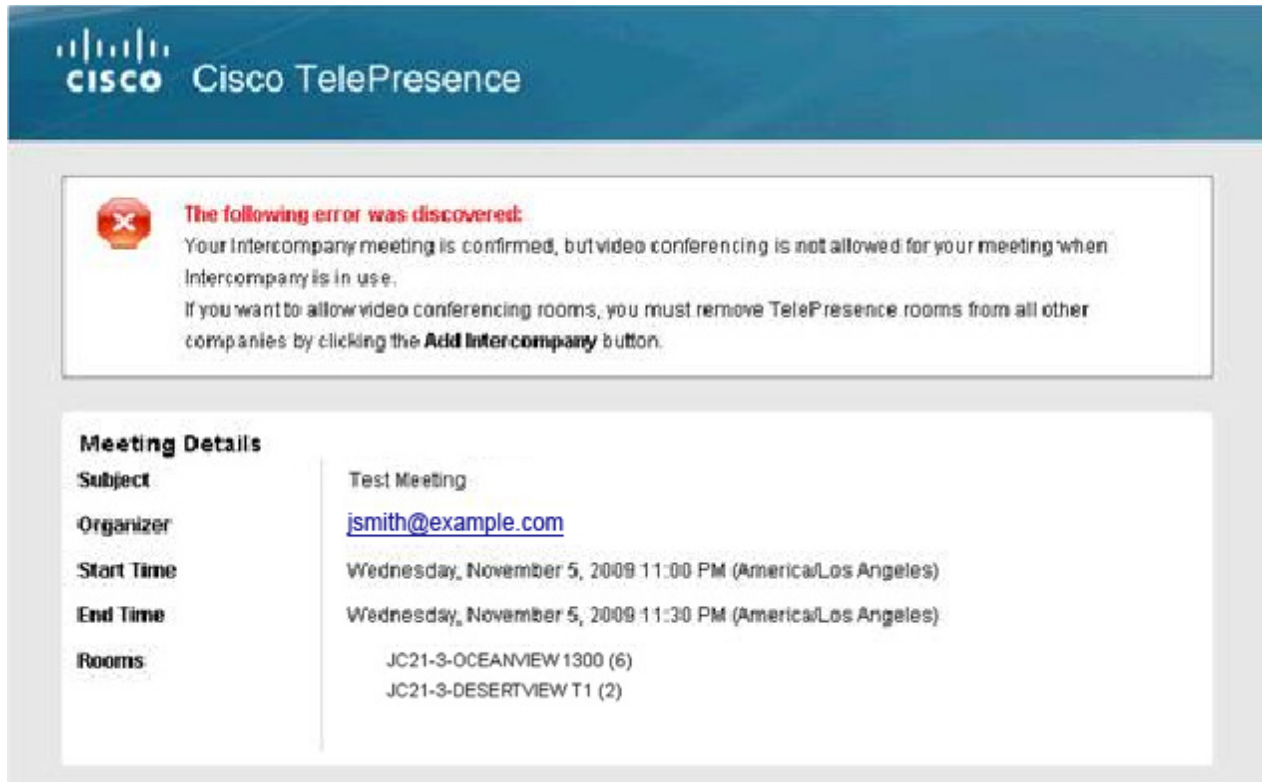 CISCO Cisco TelePresence
The following error was discovered:
Your Intercompany meeting is confirmed, but video conferencing is not allowed for your meeting when
Intercompany is in use.
If you want to allow video conferencing rooms, you must remove TelePresence rooms from all other
companies by clicking the Add Intercompany button.
Meeting Details
Subject Test Meeting
Organizer jsmith@example.com
Start Time Wednesday, November 5, 2009 11:00 PM (America/Los Angeles)
End Time Wednesday, November 5, 2009 11:30 PM (America/Los Angeles)
Rooms JC21-3-OCEANVIEW 1300 (6)
JC21-3-DESERTVIEW T1 (2)